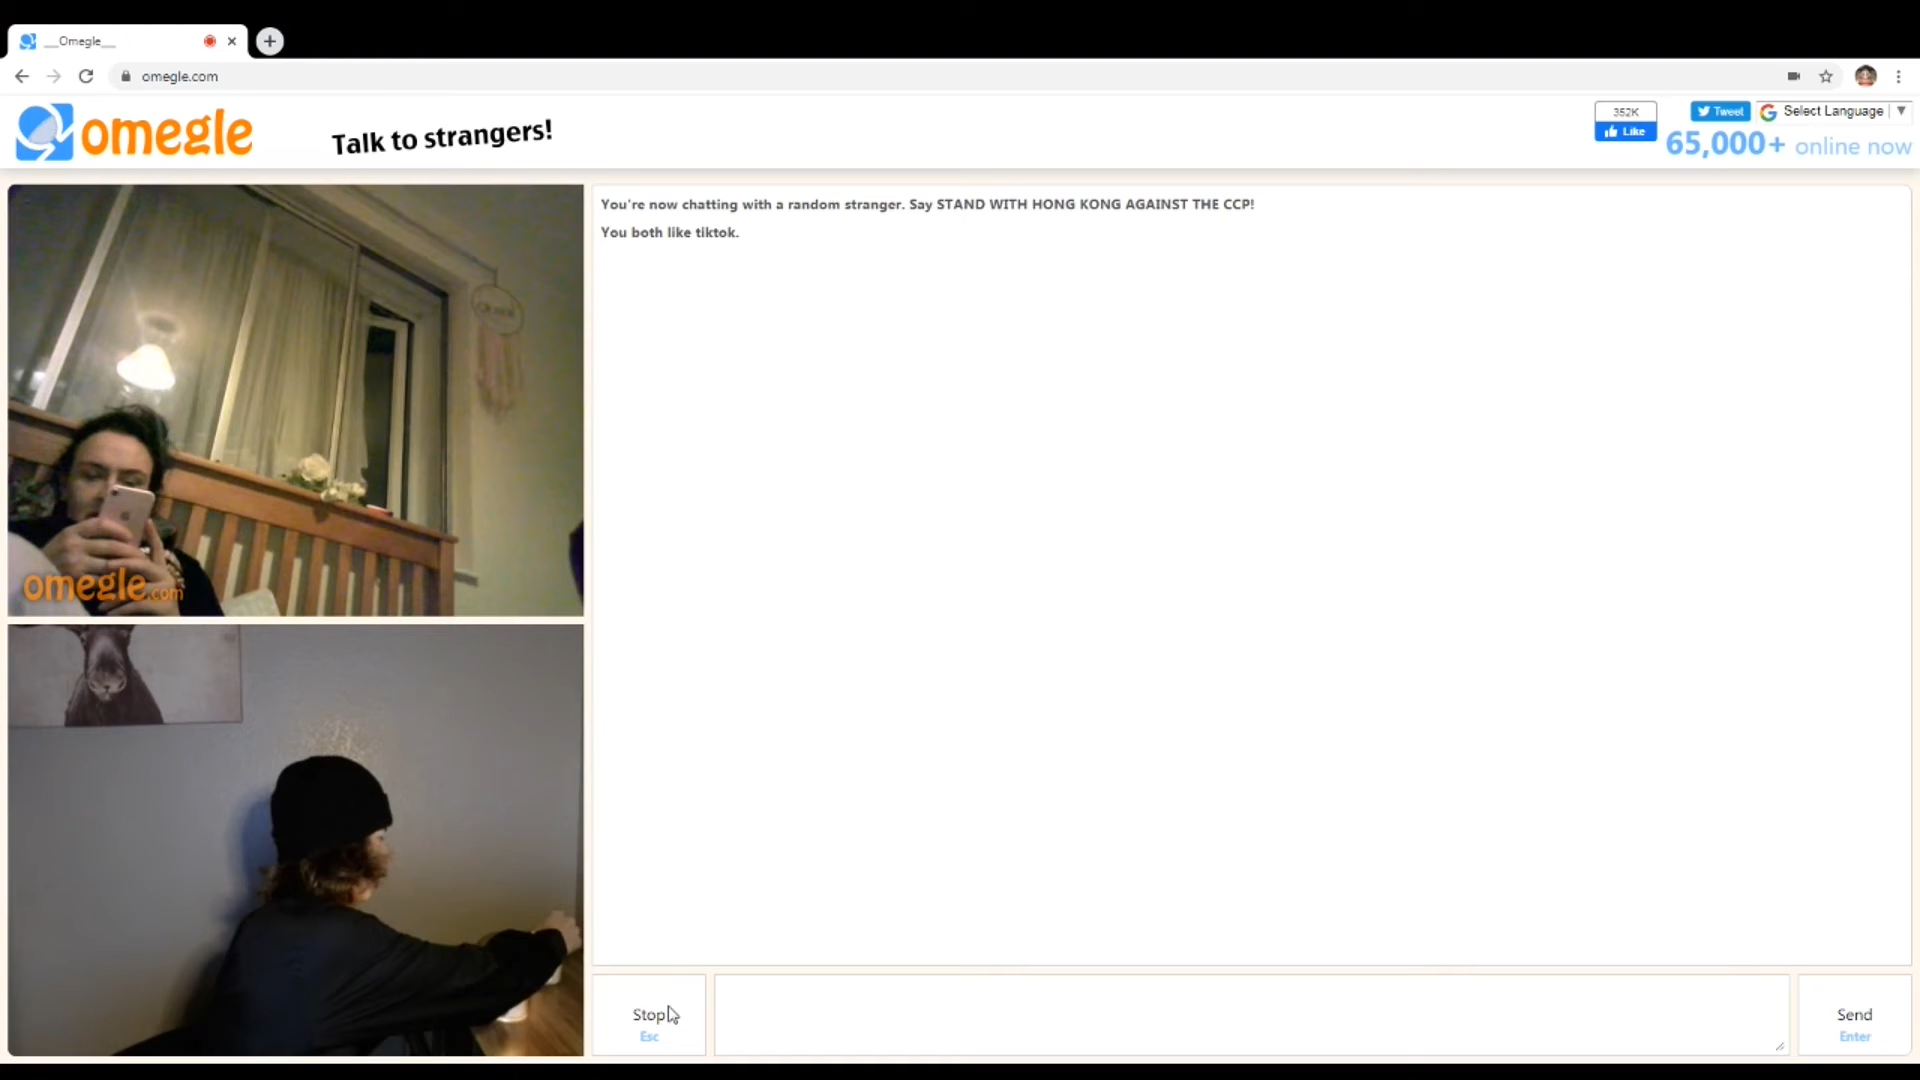 __Omegle__
omegle.com
omegle
Talk to strangers!
352K
Like
Tweet
Select Language
65,000+ online now
You're now chatting with a random stranger. Say STAND WITH HONG KONG AGAINST THE CCP!
You both like tiktok.
omegle.com
Stop
Esc
Send
Enter